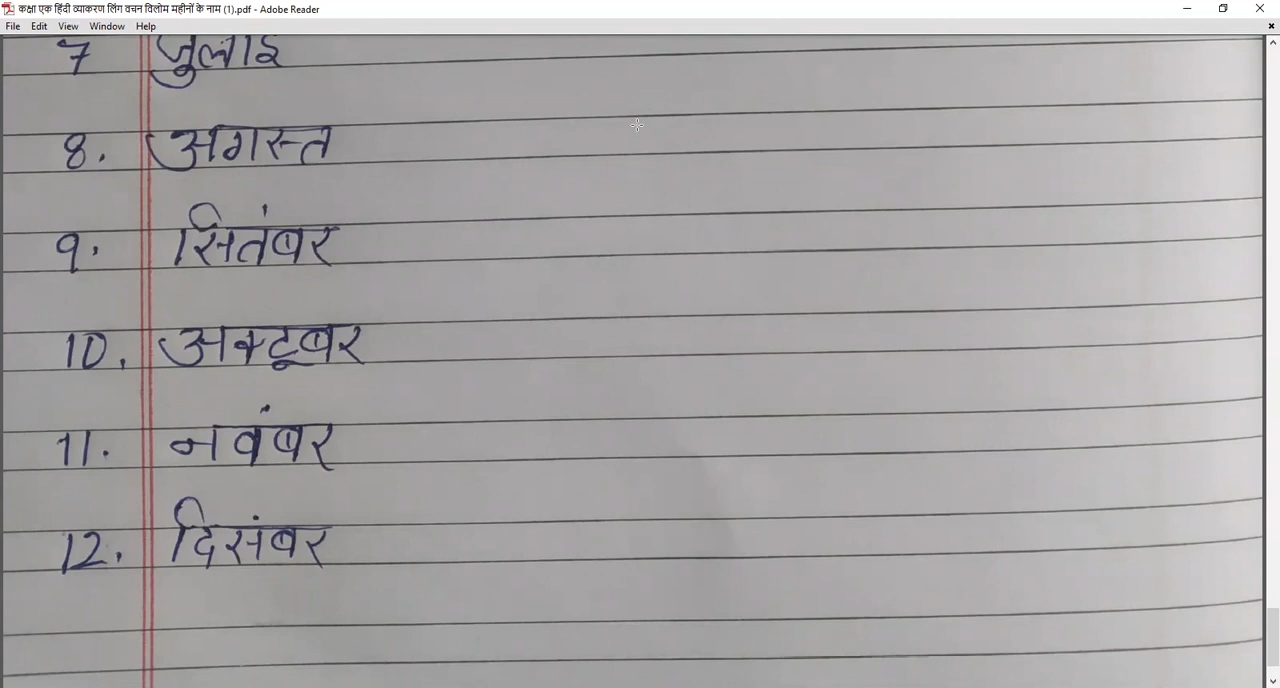 कक्षा एक हिंदी व्याकरण लिंग वचन विलोम महीनों के नाम (1).pdf - Adobe Reader
File Edit View Window Help
7 जुलाई
8. अगस्त
9. सितंबर
10. अक्टूबर
11. नवंबर
12. दिसंबर